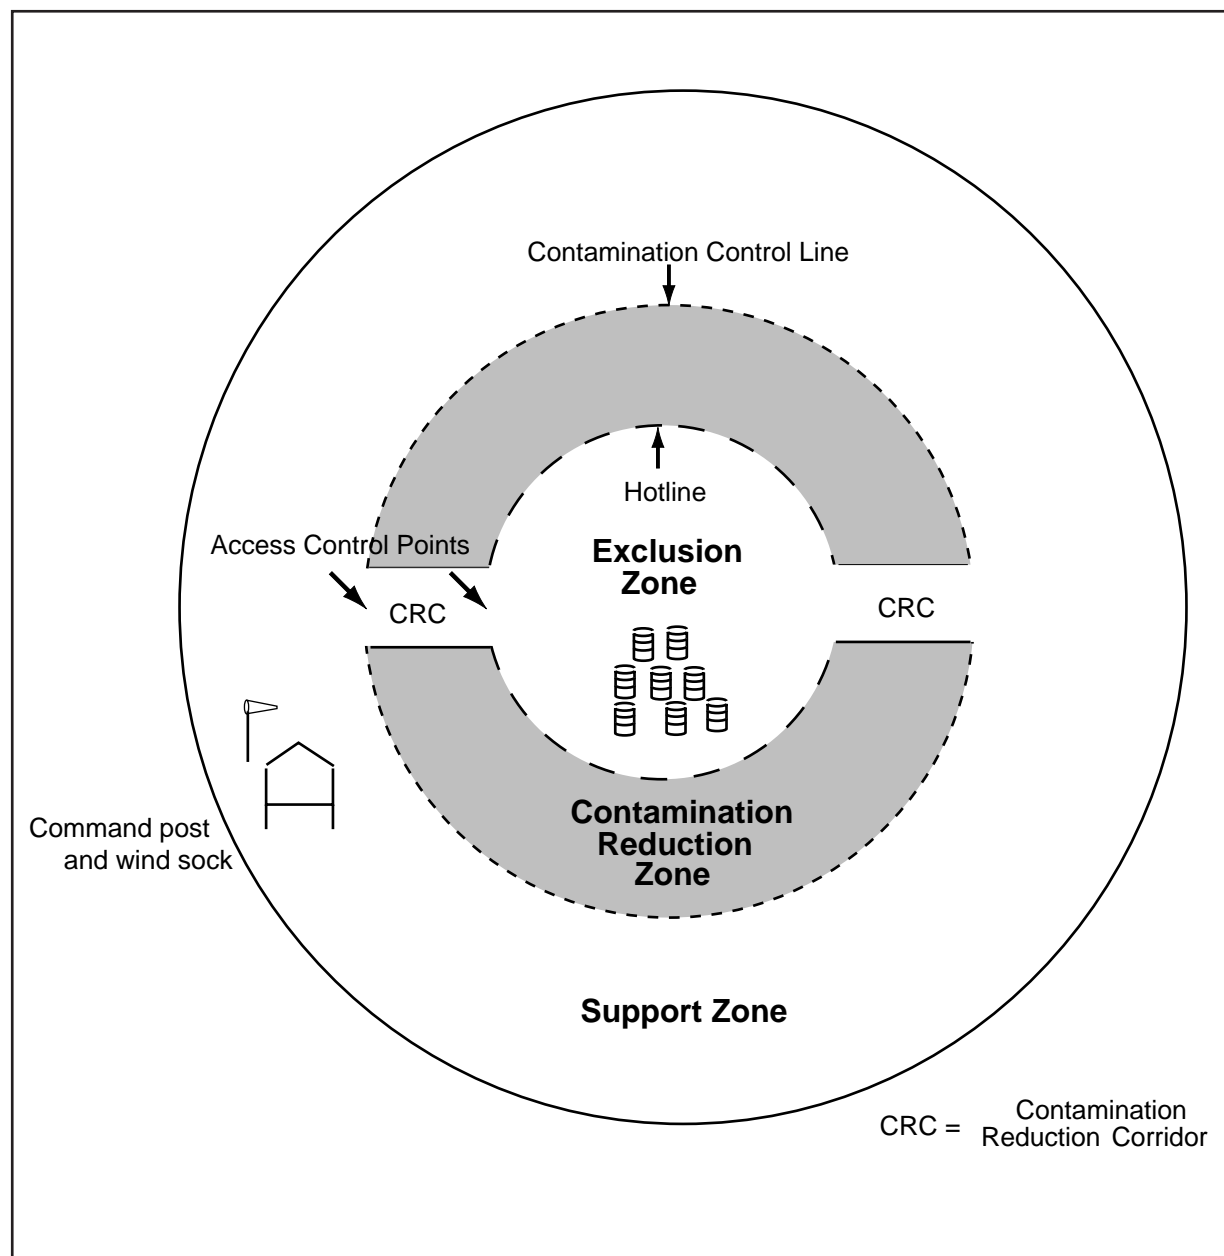 Contamination Control Line
Hotline
Access Control Points
Exclusion
Zone
CRC
CRC
Contamination
Reduction
Zone
Command post
and wind sock
Support Zone
CRC =
Contamination
Reduction Corridor